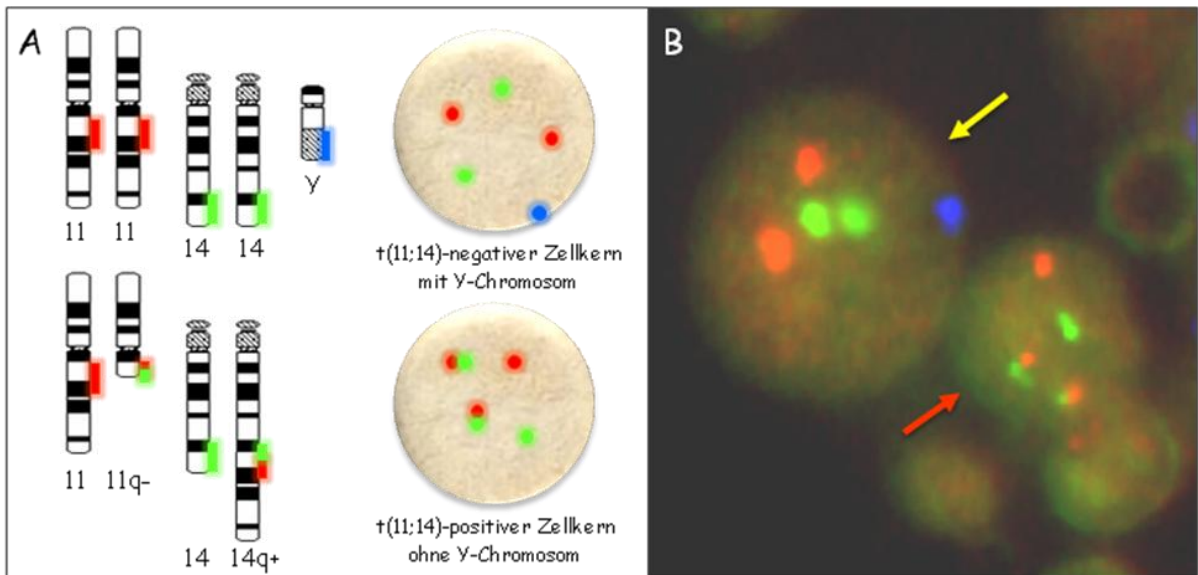 A
11 11
14 14
Y
t(11;14)-negativer Zellkern
mit Y-Chromosom
11 11q-
14 14q+
t(11;14)-positiver Zellkern
ohne Y-Chromosom
B